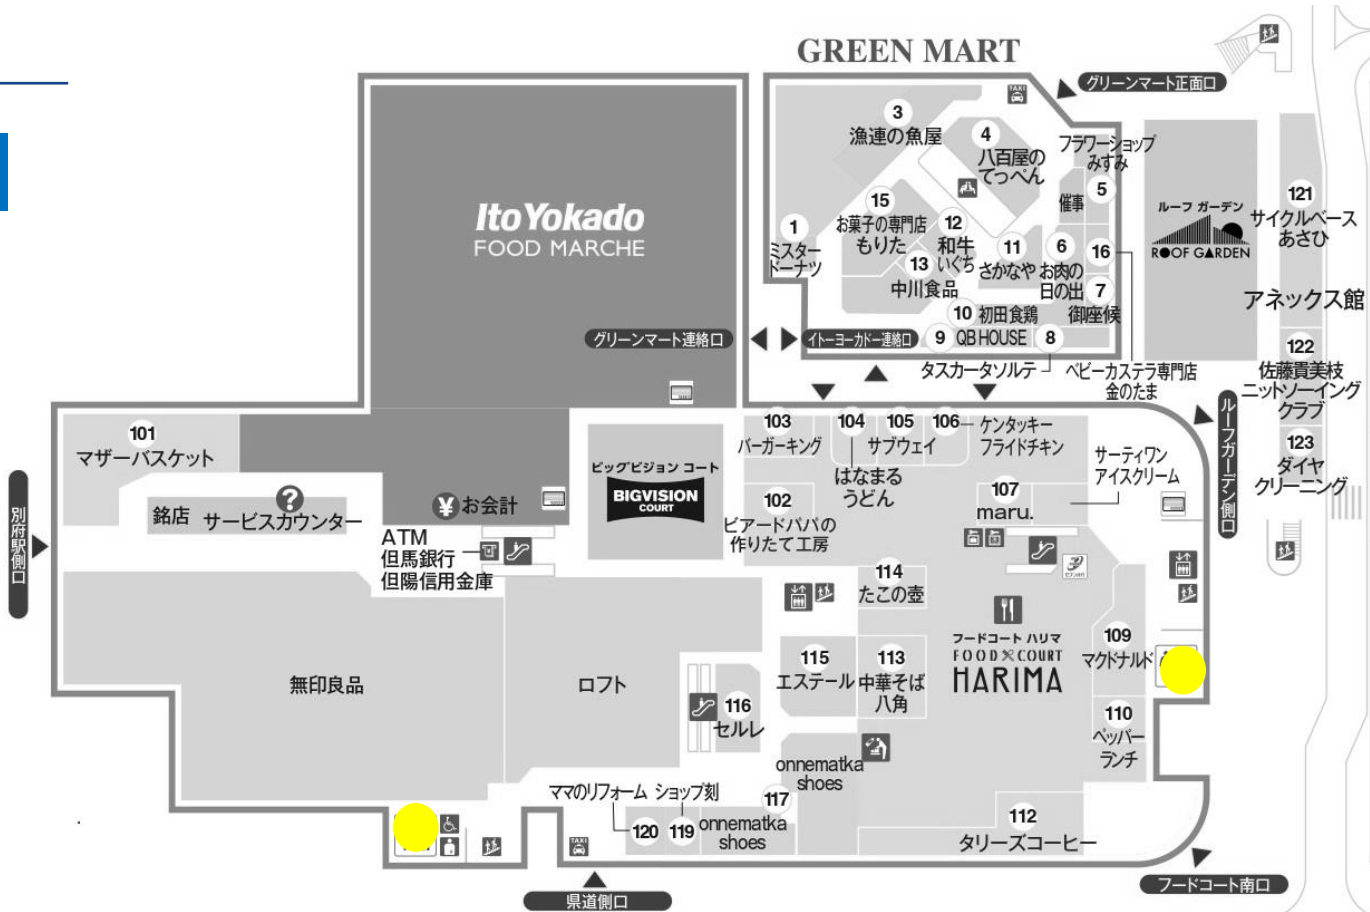 GREEN MART
グリーンマート正面口
TAXI
3
漁連の魚屋
4
八百屋の
てっぺん
フラワーショップ
みすみ
5
催事
15
お菓子の専門店
もりた
12
和牛
いぐち
1
ミスター
ドーナツ
13
中川食品
11
さかなや
6
お肉の
日の出
16
7
御座候
10
初田食鶏
9
QB HOUSE
8
タスカータソルテ
ベビーカステラ専門店
金のたま
ルーフ ガーデン
ROOF GARDEN
121
サイクルベース
あさひ
アネックス館
122
佐藤貴美枝
ニットソーイング
クラブ
123
ダイヤ
クリーニング
Ito Yokado
FOOD MARCHE
グリーンマート連絡口
イトーヨーカドー連絡口
ルーフガーデン側口
101
マザーバスケット
銘店
?
サービスカウンター
¥
お会計
ATM
但馬銀行
但陽信用金庫
別府駅側口
ビッグビジョン コート
BIGVISION
COURT
103
バーガーキング
104
はなまる
うどん
105
サブウェイ
106
ケンタッキー
フライドチキン
サーティワン
アイスクリーム
102
ビアードパパの
作りたて工房
107
maru.
114
たこの壺
フードコート ハリマ
FOOD COURT
HARIMA
109
マクドナルド
110
ペッパー
ランチ
115
エステール
113
中華そば
八角
116
セルレ
無印良品
ロフト
onnematka
shoes
117
onnematka
shoes
ママのリフォーム
ショップ刻
120
119
112
タリーズコーヒー
TAXI
県道側口
フードコート南口